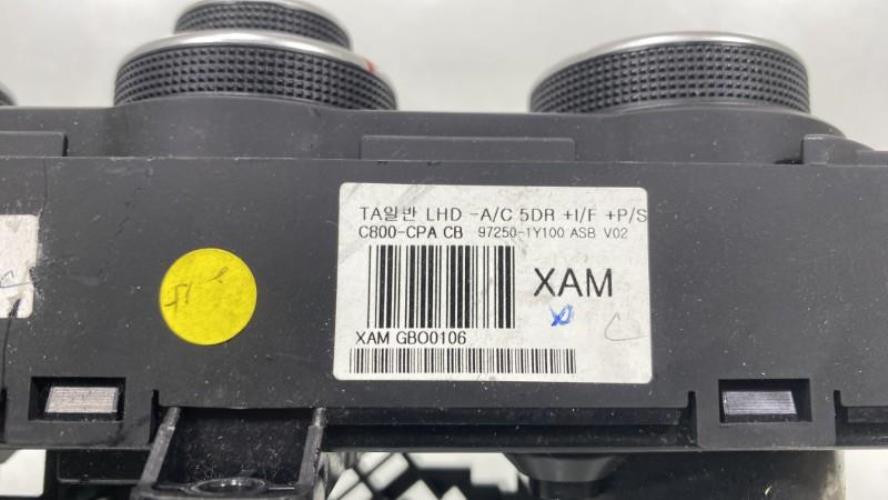 TA일반 LHD -A/C 5DR +I/F +P/S
C800-CPA CB 97250-1Y100 ASB V02
XAM
XAM GBO0106